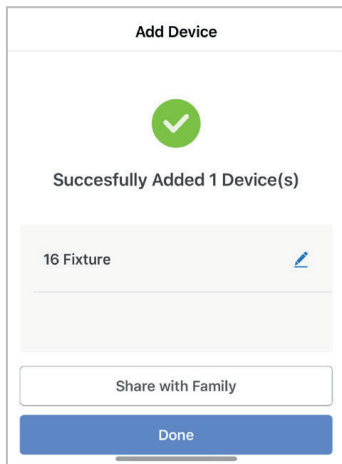 Add Device
Succesfully Added 1 Device(s)
16 Fixture
Share with Family
Done